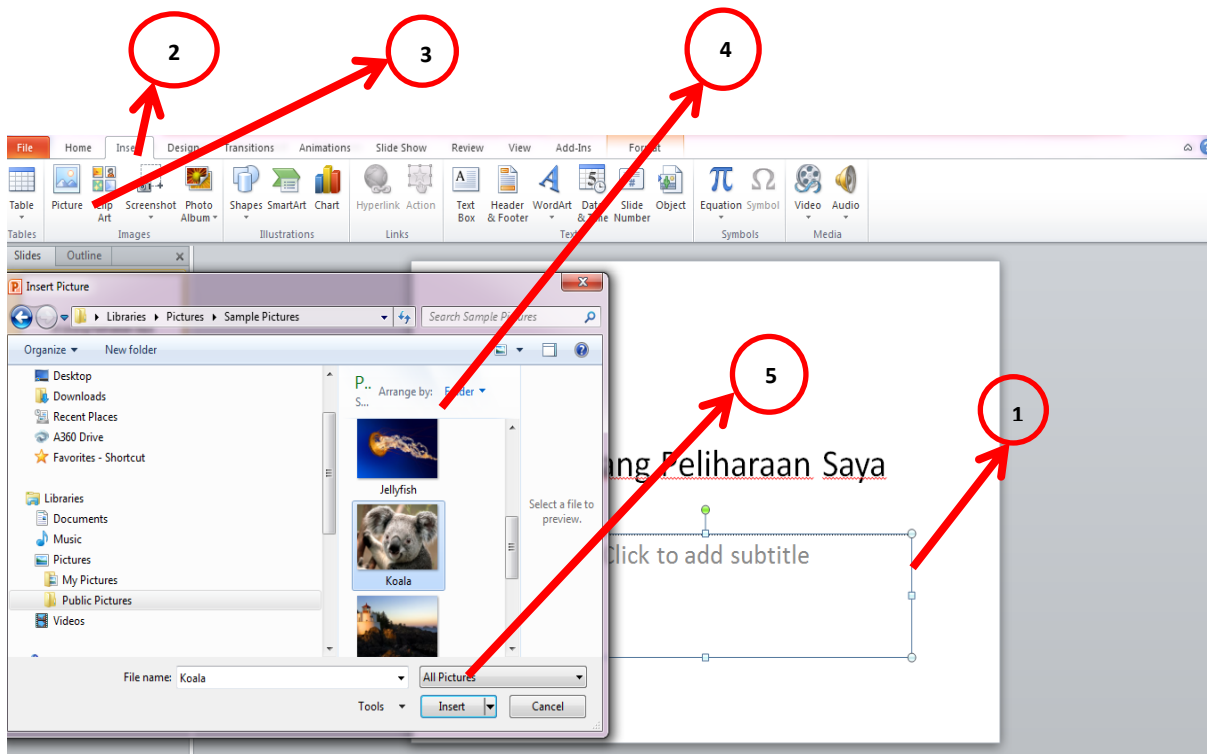 2
3
4
File Home Insert Design Transitions Animations Slide Show Review View Add-Ins Format
Table Picture Clip Art Screenshot Photo Album Shapes SmartArt Chart Hyperlink Action Text Box Header & Footer WordArt Date & Time Slide Number Object Equation Symbol Video Audio
Tables Images Illustrations Links Text Symbols Media
Slides Outline
Insert Picture
Libraries Pictures Sample Pictures Search Sample Pictures
Organize New folder
Desktop
Downloads
Recent Places
A360 Drive
Favorites - Shortcut
Libraries
Documents
Music
Pictures
My Pictures
Public Pictures
Videos
P..
S...
Arrange by: Folder
Jellyfish
Koala
Select a file to
preview.
File name: Koala All Pictures
Tools Insert Cancel
5
1
ang Peliharaan Saya
Click to add subtitle